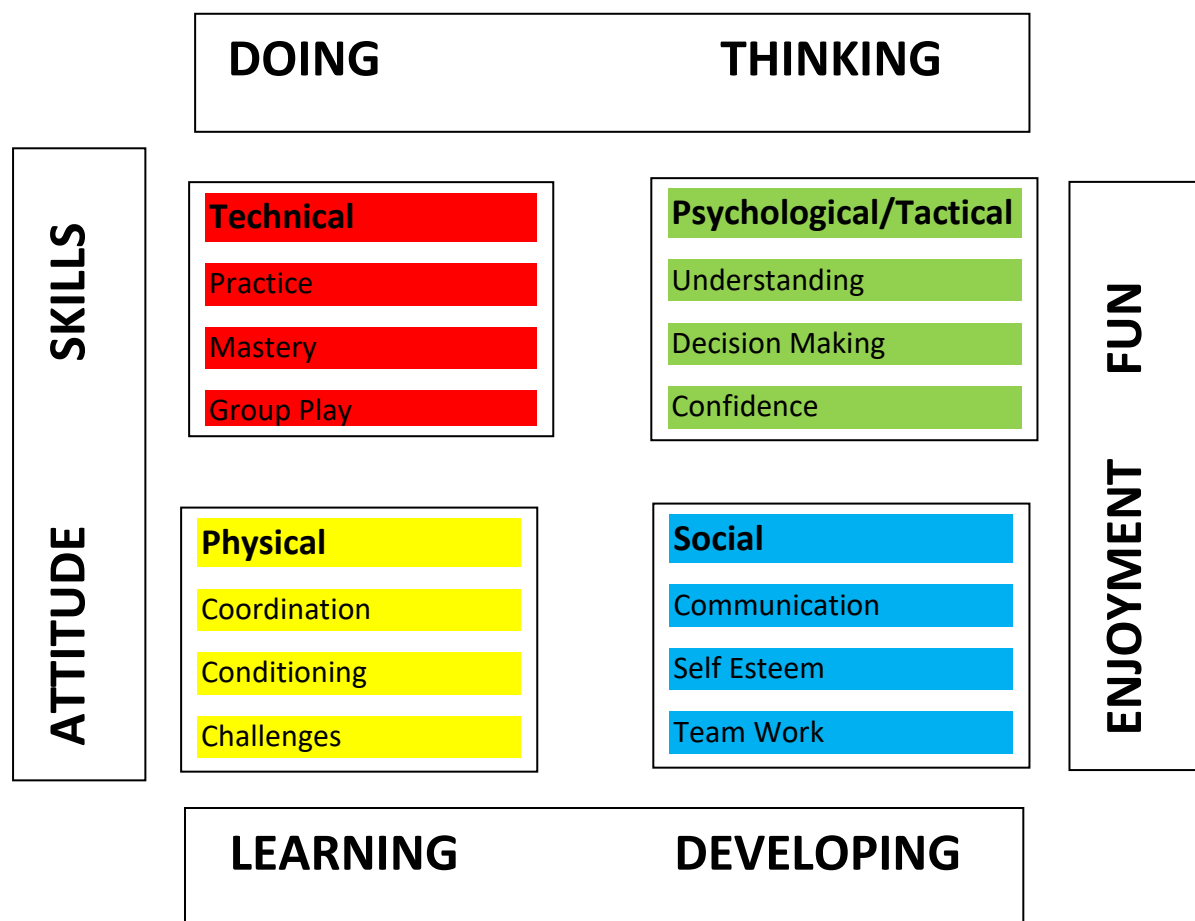 DOING THINKING
SKILLS
ATTITUDE
Technical
Practice
Mastery
Group Play
Psychological/Tactical
Understanding
Decision Making
Confidence
FUN
ENJOYMENT
Physical
Coordination
Conditioning
Challenges
Social
Communication
Self Esteem
Team Work
LEARNING DEVELOPING